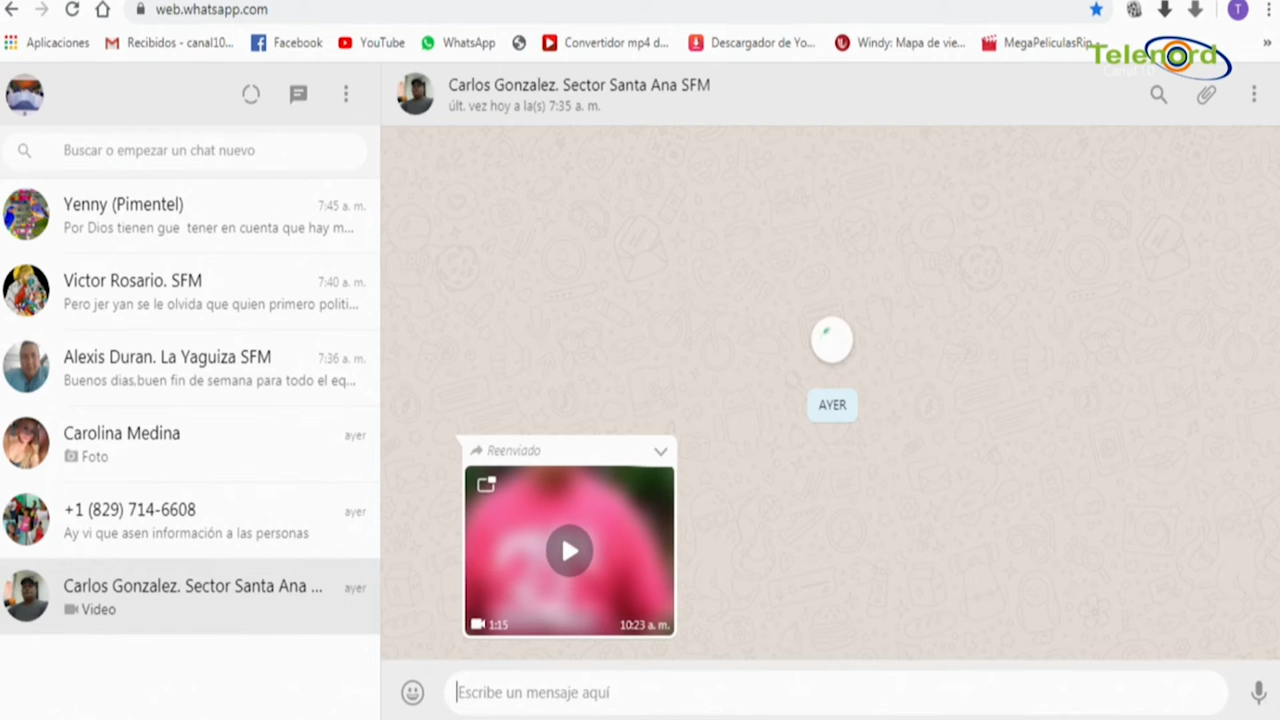 web.whatsapp.com
T
Aplicaciones
Recibidos - canal10...
Facebook
YouTube
WhatsApp
Convertidor mp4 d...
Descargador de Yo...
Windy: Mapa de vie...
MegaPeliculasRip
»
Telenord
Canal 10
Carlos Gonzalez. Sector Santa Ana SFM
últ. vez hoy a la(s) 7:35 a. m.
Buscar o empezar un chat nuevo
Yenny (Pimentel)
7:45 a. m.
Por Dios tienen gue tener en cuenta que hay m...
Victor Rosario. SFM
7:40 a. m.
Pero jer yan se le olvida que quien primero politi...
Alexis Duran. La Yaguiza SFM
7:36 a. m.
Buenos dias,buen fin de semana para todo el eq...
Carolina Medina
ayer
Foto
+1 (829) 714-6608
ayer
Ay vi que asen información a las personas
Carlos Gonzalez. Sector Santa Ana ...
ayer
Video
AYER
Reenviado
1:15
10:23 a. m.
Escribe un mensaje aquí